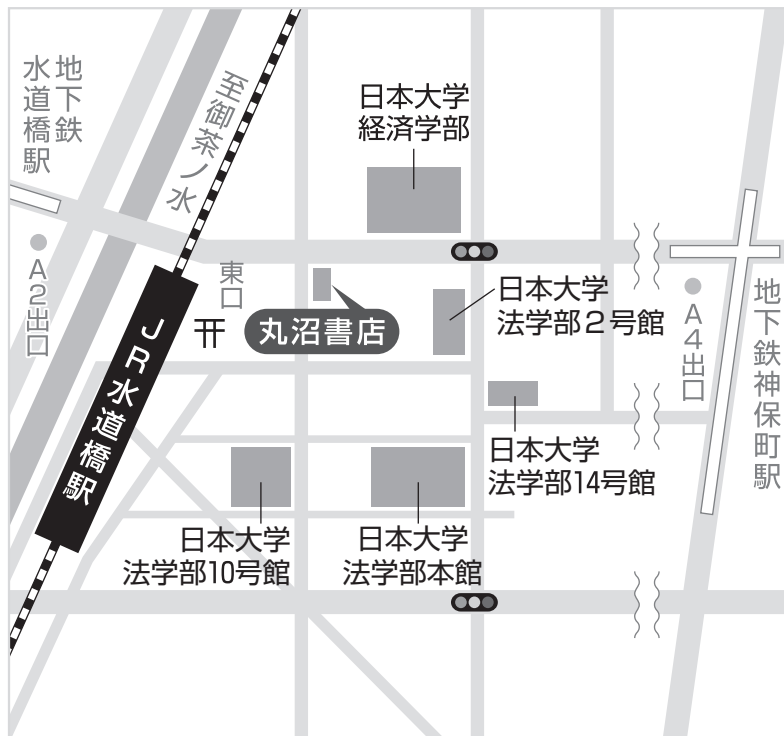 地下鉄
水道橋駅
至御茶ノ水
日本大学
経済学部
A2出口
東口
丸沼書店
日本大学
法学部2号館
A4出口
地下鉄神保町駅
JR水道橋駅
日本大学
法学部14号館
日本大学
法学部10号館
日本大学
法学部本館